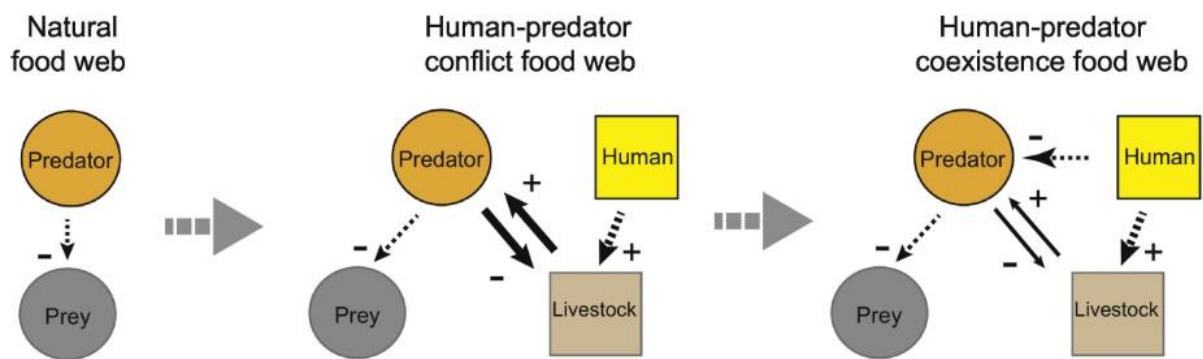 Natural
food web
Predator
-
Prey
Human-predator
conflict food web
Predator
Human
+
-
-
+
Prey
Livestock
Human-predator
coexistence food web
-
Predator
Human
+
-
-
+
Prey
Livestock